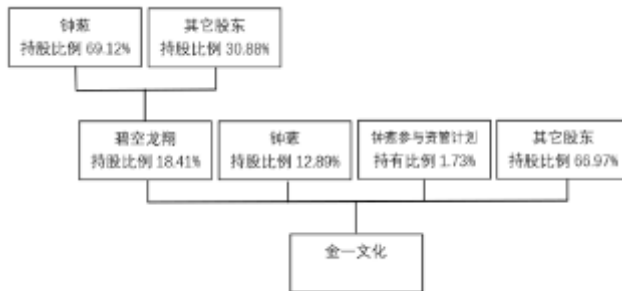 钟葱
持股比例 69.12%
其它股东
持股比例 30.88%
碧空龙翔
持股比例 18.41%
钟葱
持股比例 12.89%
钟葱参与资管计划
持有比例 1.73%
其它股东
持股比例 66.97%
金一文化